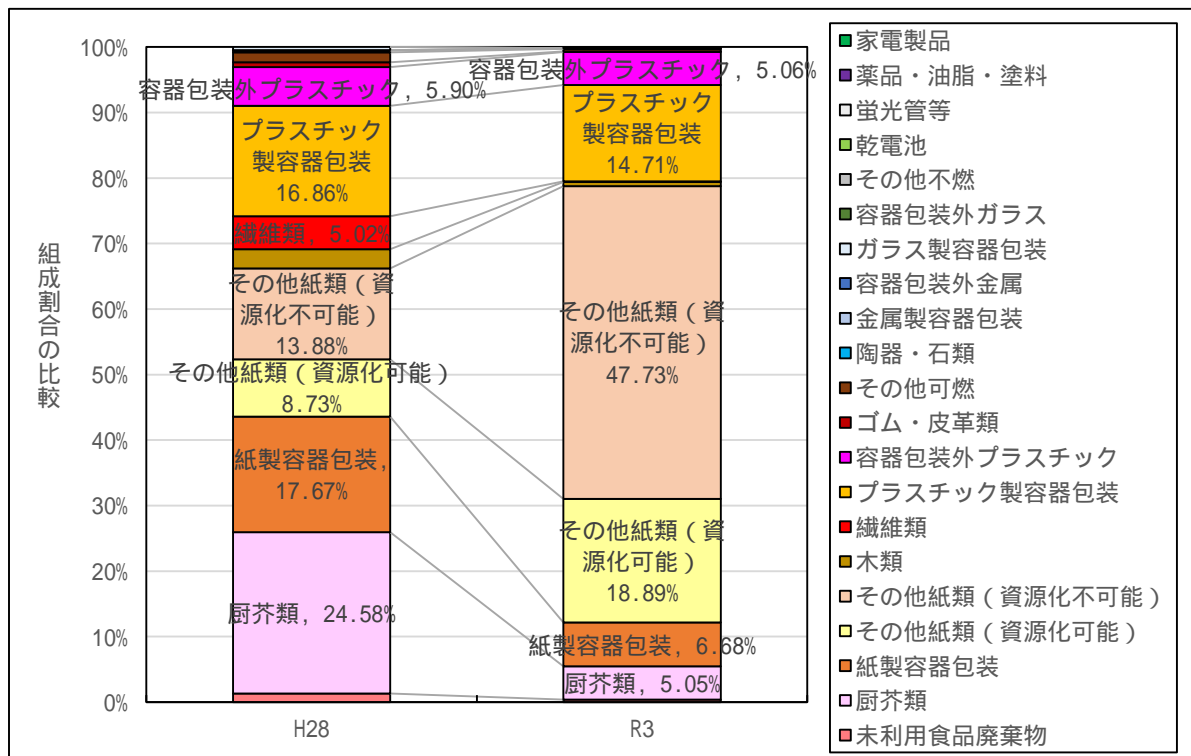 組成割合の比較
100%
90%
80%
70%
60%
50%
40%
30%
20%
10%
0%
容器包装外プラスチック, 5.90%
プラスチック
製容器包装
16.86%
繊維類, 5.02%
その他紙類（資
源化不可能）
13.88%
その他紙類（資源化可能）
8.73%
紙製容器包装,
17.67%
厨芥類, 24.58%
H28
容器包装外プラスチック, 5.06%
プラスチック
製容器包装
14.71%
その他紙類（資
源化不可能）
47.73%
その他紙類（資
源化可能）
18.89%
紙製容器包装, 6.68%
厨芥類, 5.05%
R3
家電製品
薬品・油脂・塗料
蛍光管等
乾電池
その他不燃
容器包装外ガラス
ガラス製容器包装
容器包装外金属
金属製容器包装
陶器・石類
その他可燃
ゴム・皮革類
容器包装外プラスチック
プラスチック製容器包装
繊維類
木類
その他紙類（資源化不可能）
その他紙類（資源化可能）
紙製容器包装
厨芥類
未利用食品廃棄物